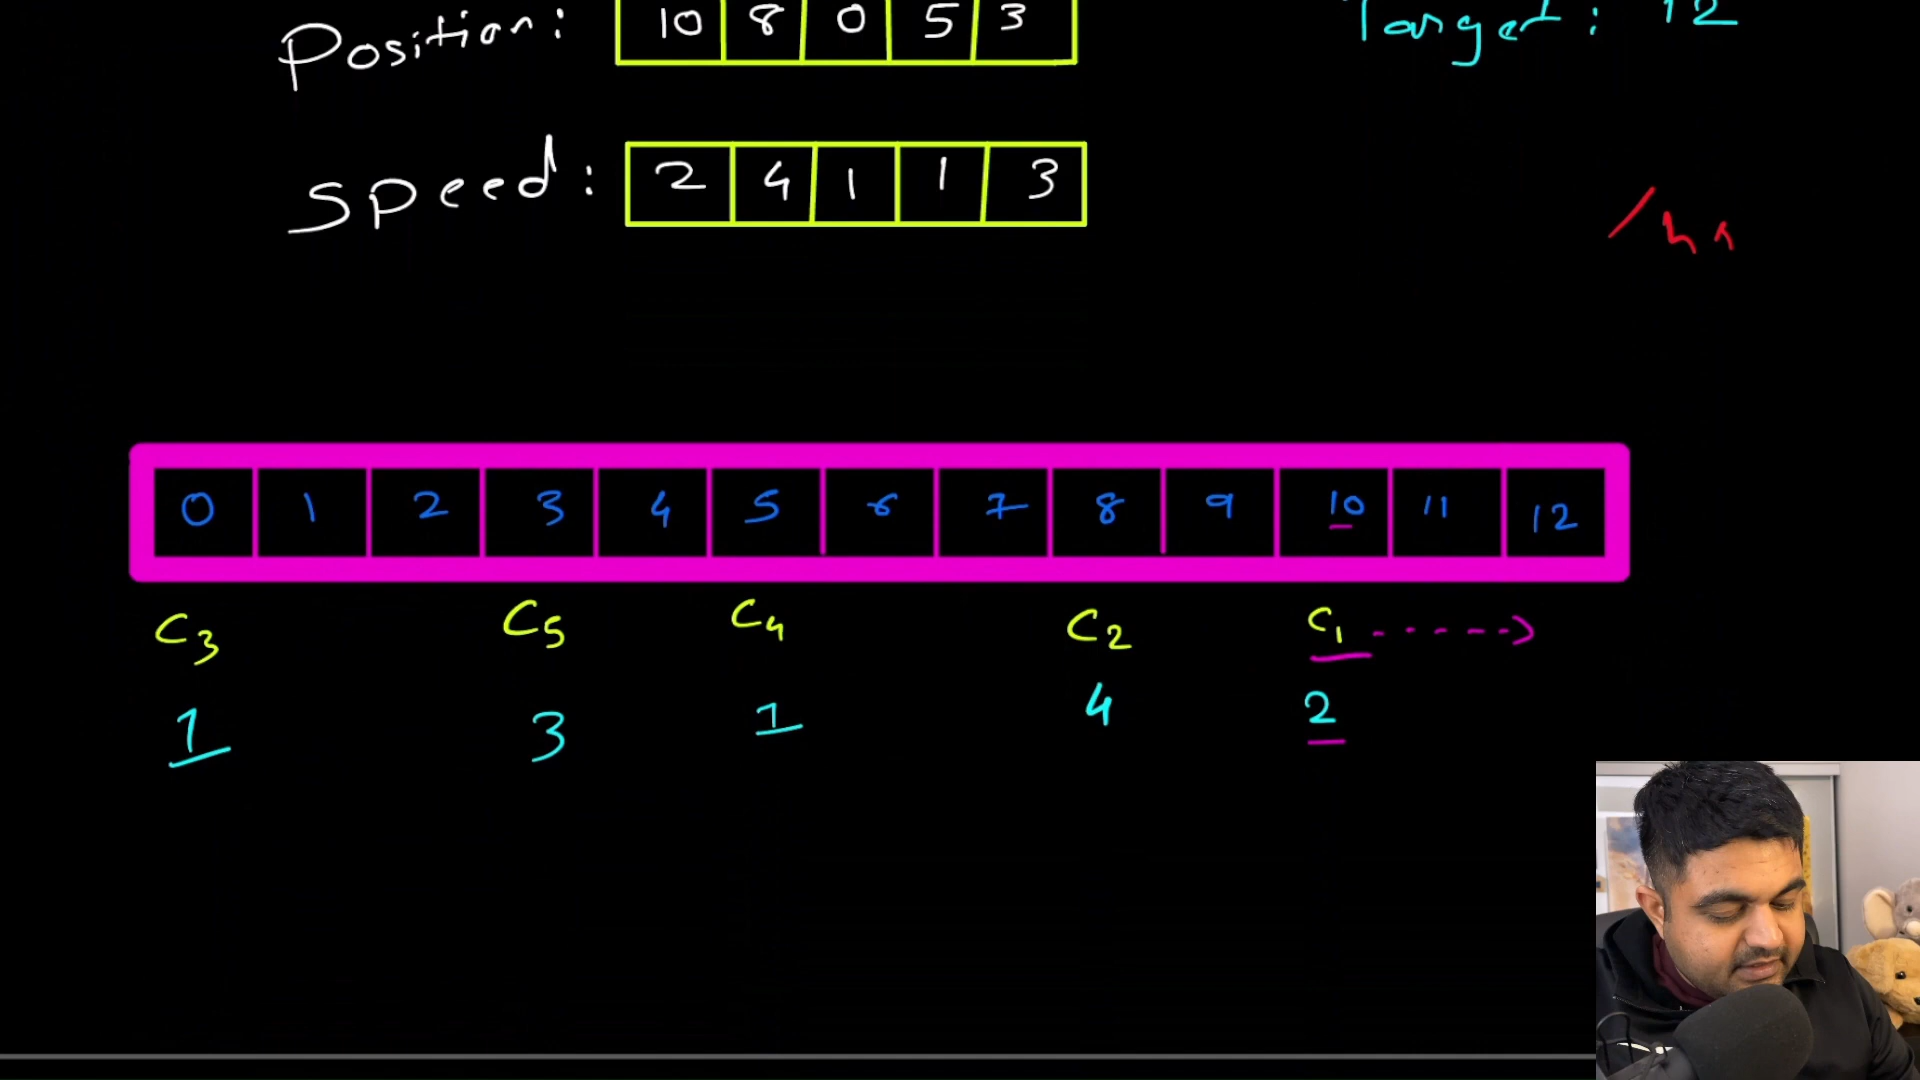 Position: 10 8 0 5 3 Target: 12
Speed: 2 4 1 1 3
/hr
0 1 2 3 4 5 6 7 8 9 10 11 12
C3 C5 C4 C2 C1
1 3 1 4 2